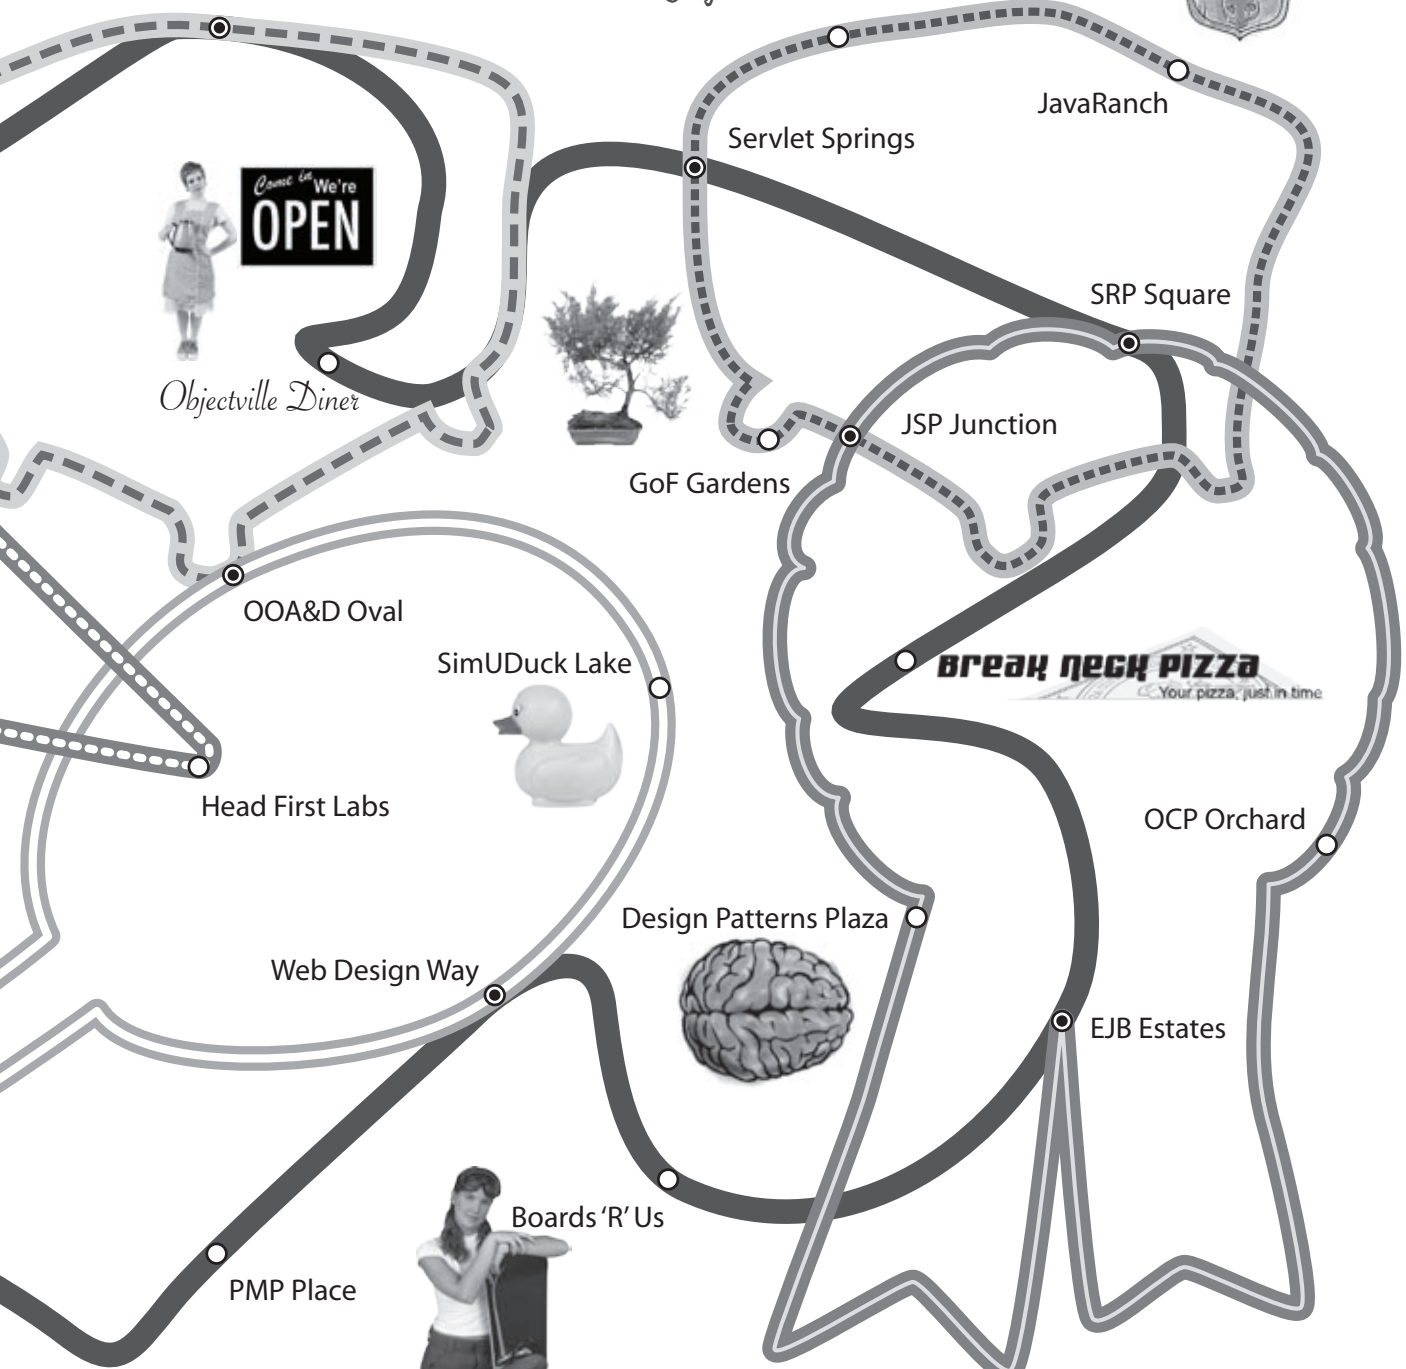 JavaRanch
Servlet Springs
Come in We're
OPEN
SRP Square
Objectville Diner
JSP Junction
GoF Gardens
OOA&D Oval
SimUDuck Lake
Break Neck Pizza
Your pizza, just in time
Head First Labs
OCP Orchard
Design Patterns Plaza
Web Design Way
EJB Estates
Boards 'R' Us
PMP Place